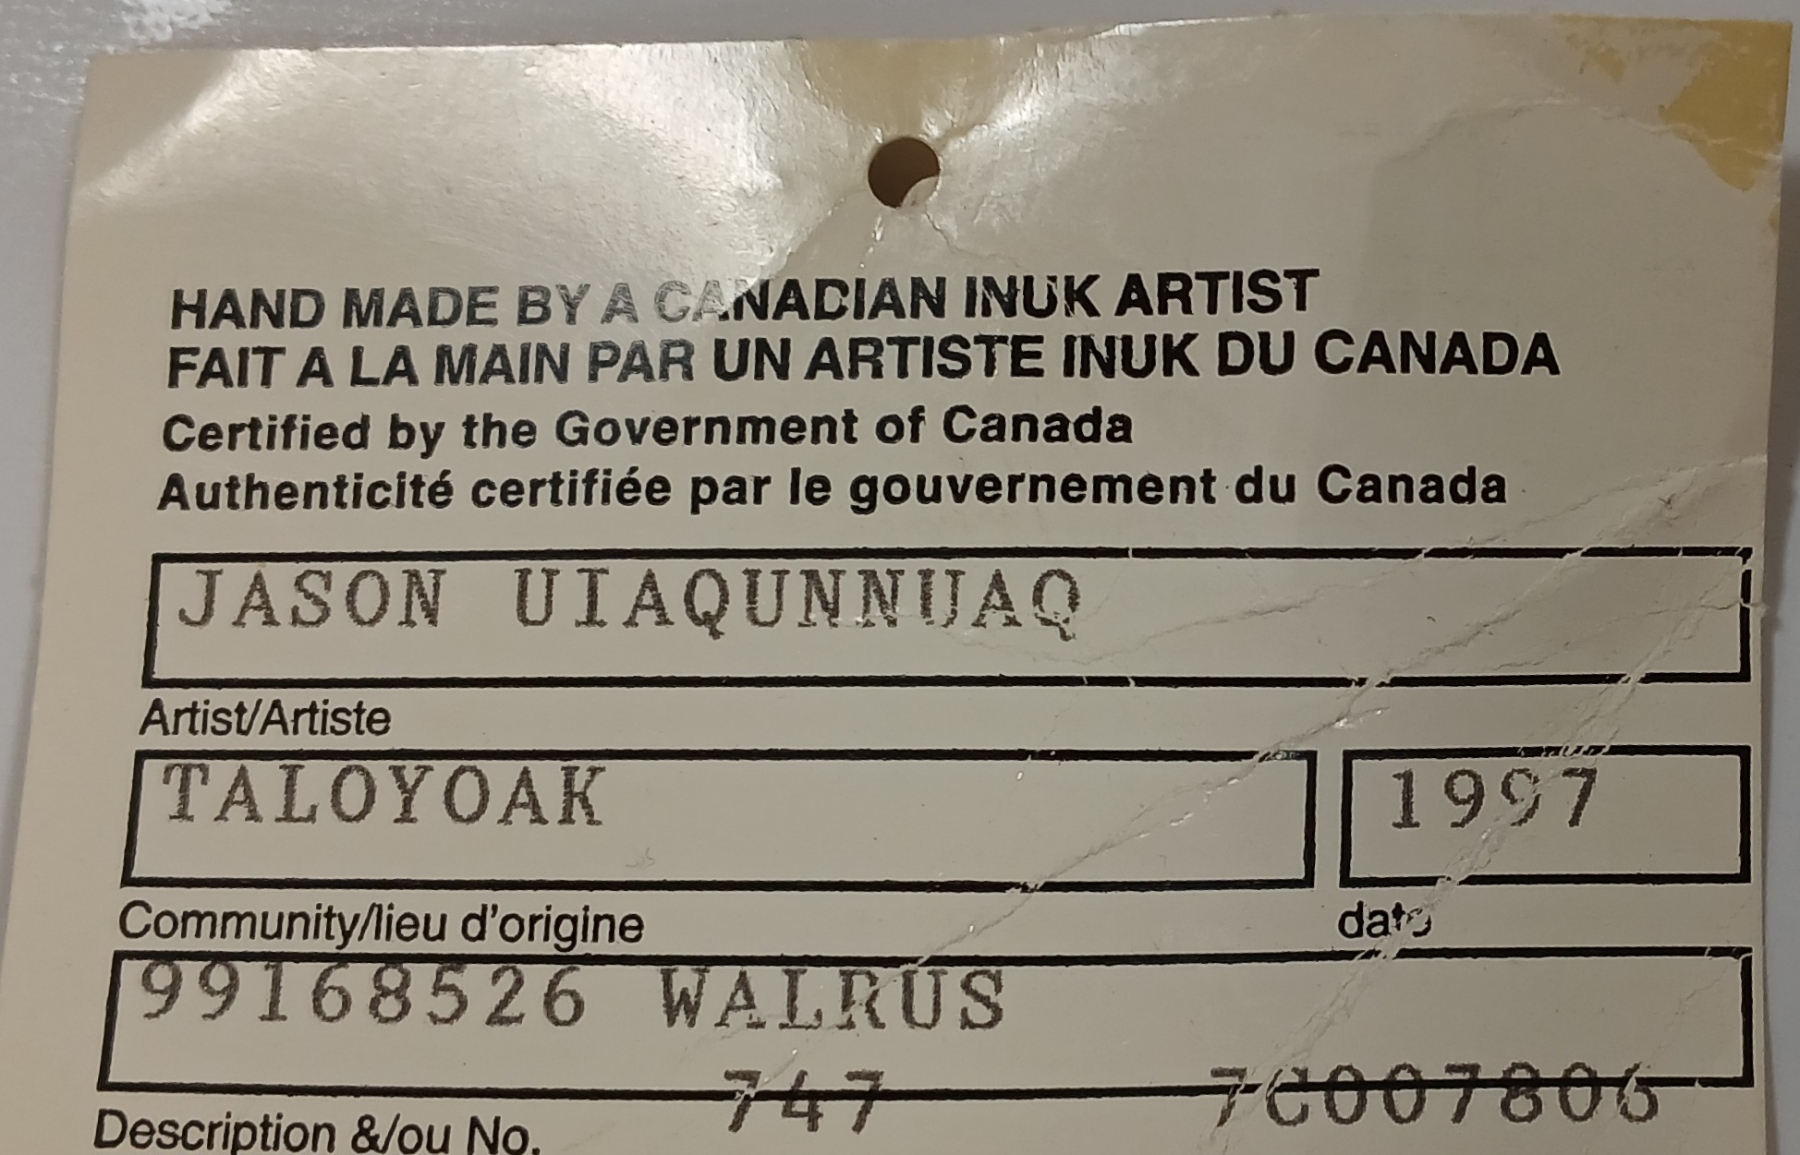 HAND MADE BY A CANADIAN INUK ARTIST
FAIT A LA MAIN PAR UN ARTISTE INUK DU CANADA
Certified by the Government of Canada
Authenticité certifiée par le gouvernement du Canada
JASON UIAQUNNUAQ
Artist/Artiste
TALOYOAK 1997
Community/lieu d'origine date
99168526 WALRUS
747 7C007806
Description &/ou No.